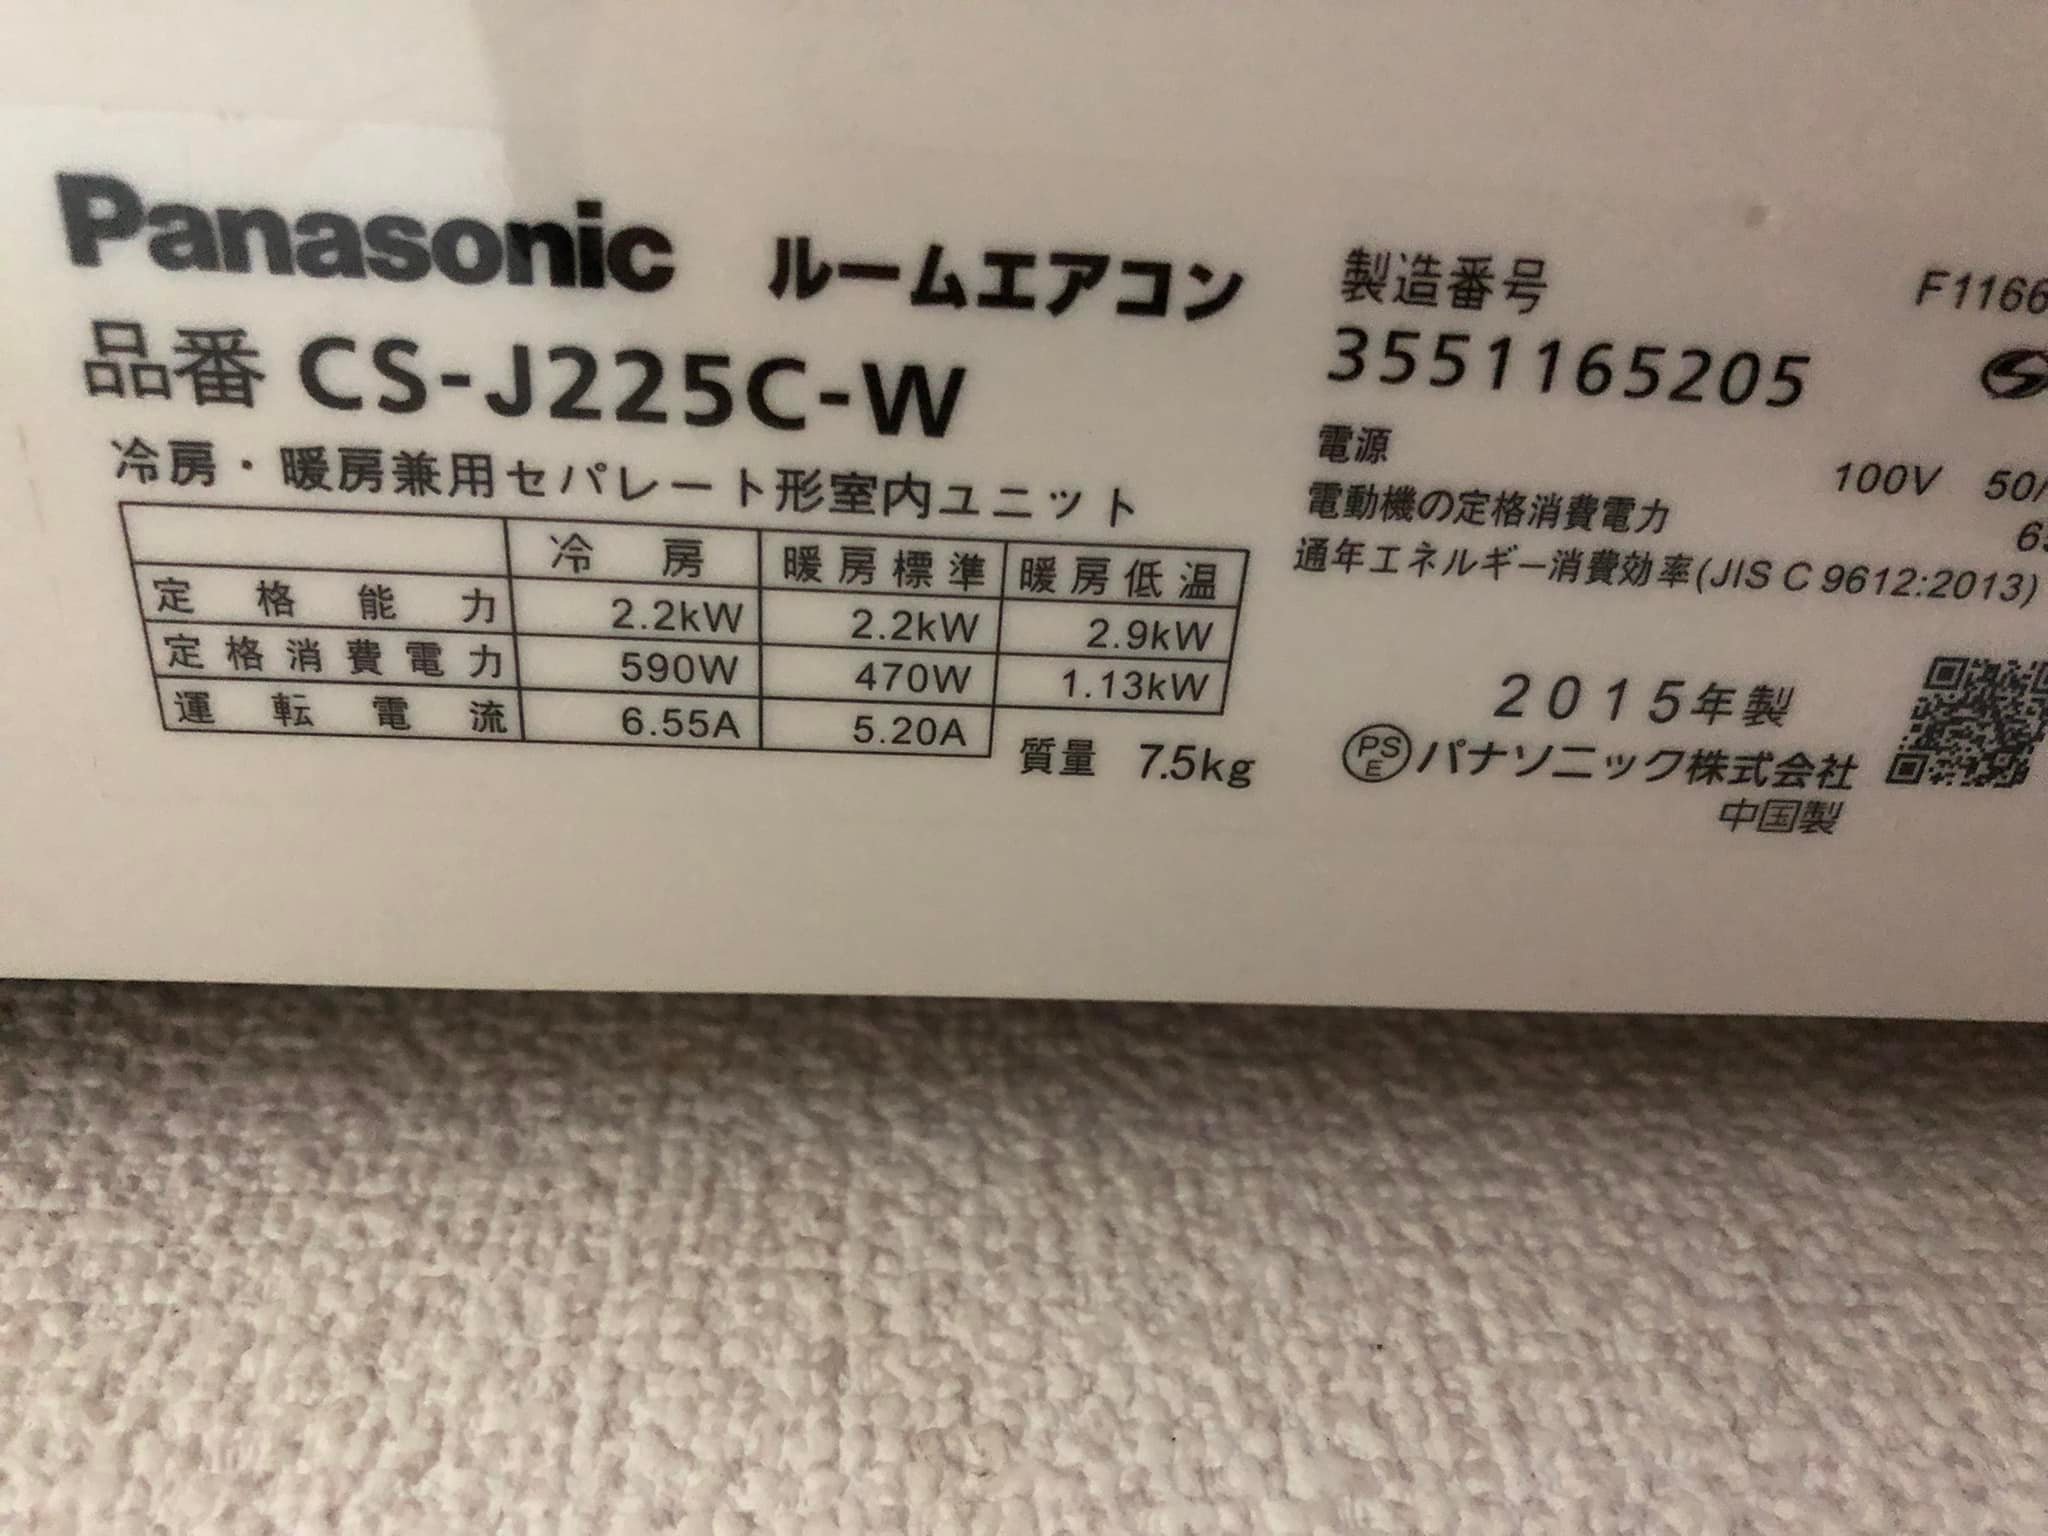 Panasonic ルームエアコン
品番 CS-J225C-W
冷房・暖房兼用セパレート形室内ユニット
冷房 暖房標準 暖房低温
定格能力 2.2kW 2.2kW 2.9kW
定格消費電力 590W 470W 1.13kW
運転電流 6.55A 5.20A
質量 7.5kg
製造番号 F1166
3551165205
電源 100V 50/
電動機の定格消費電力
通年エネルギー消費効率(JIS C 9612:2013)
2015年製
PSE パナソニック株式会社
中国製